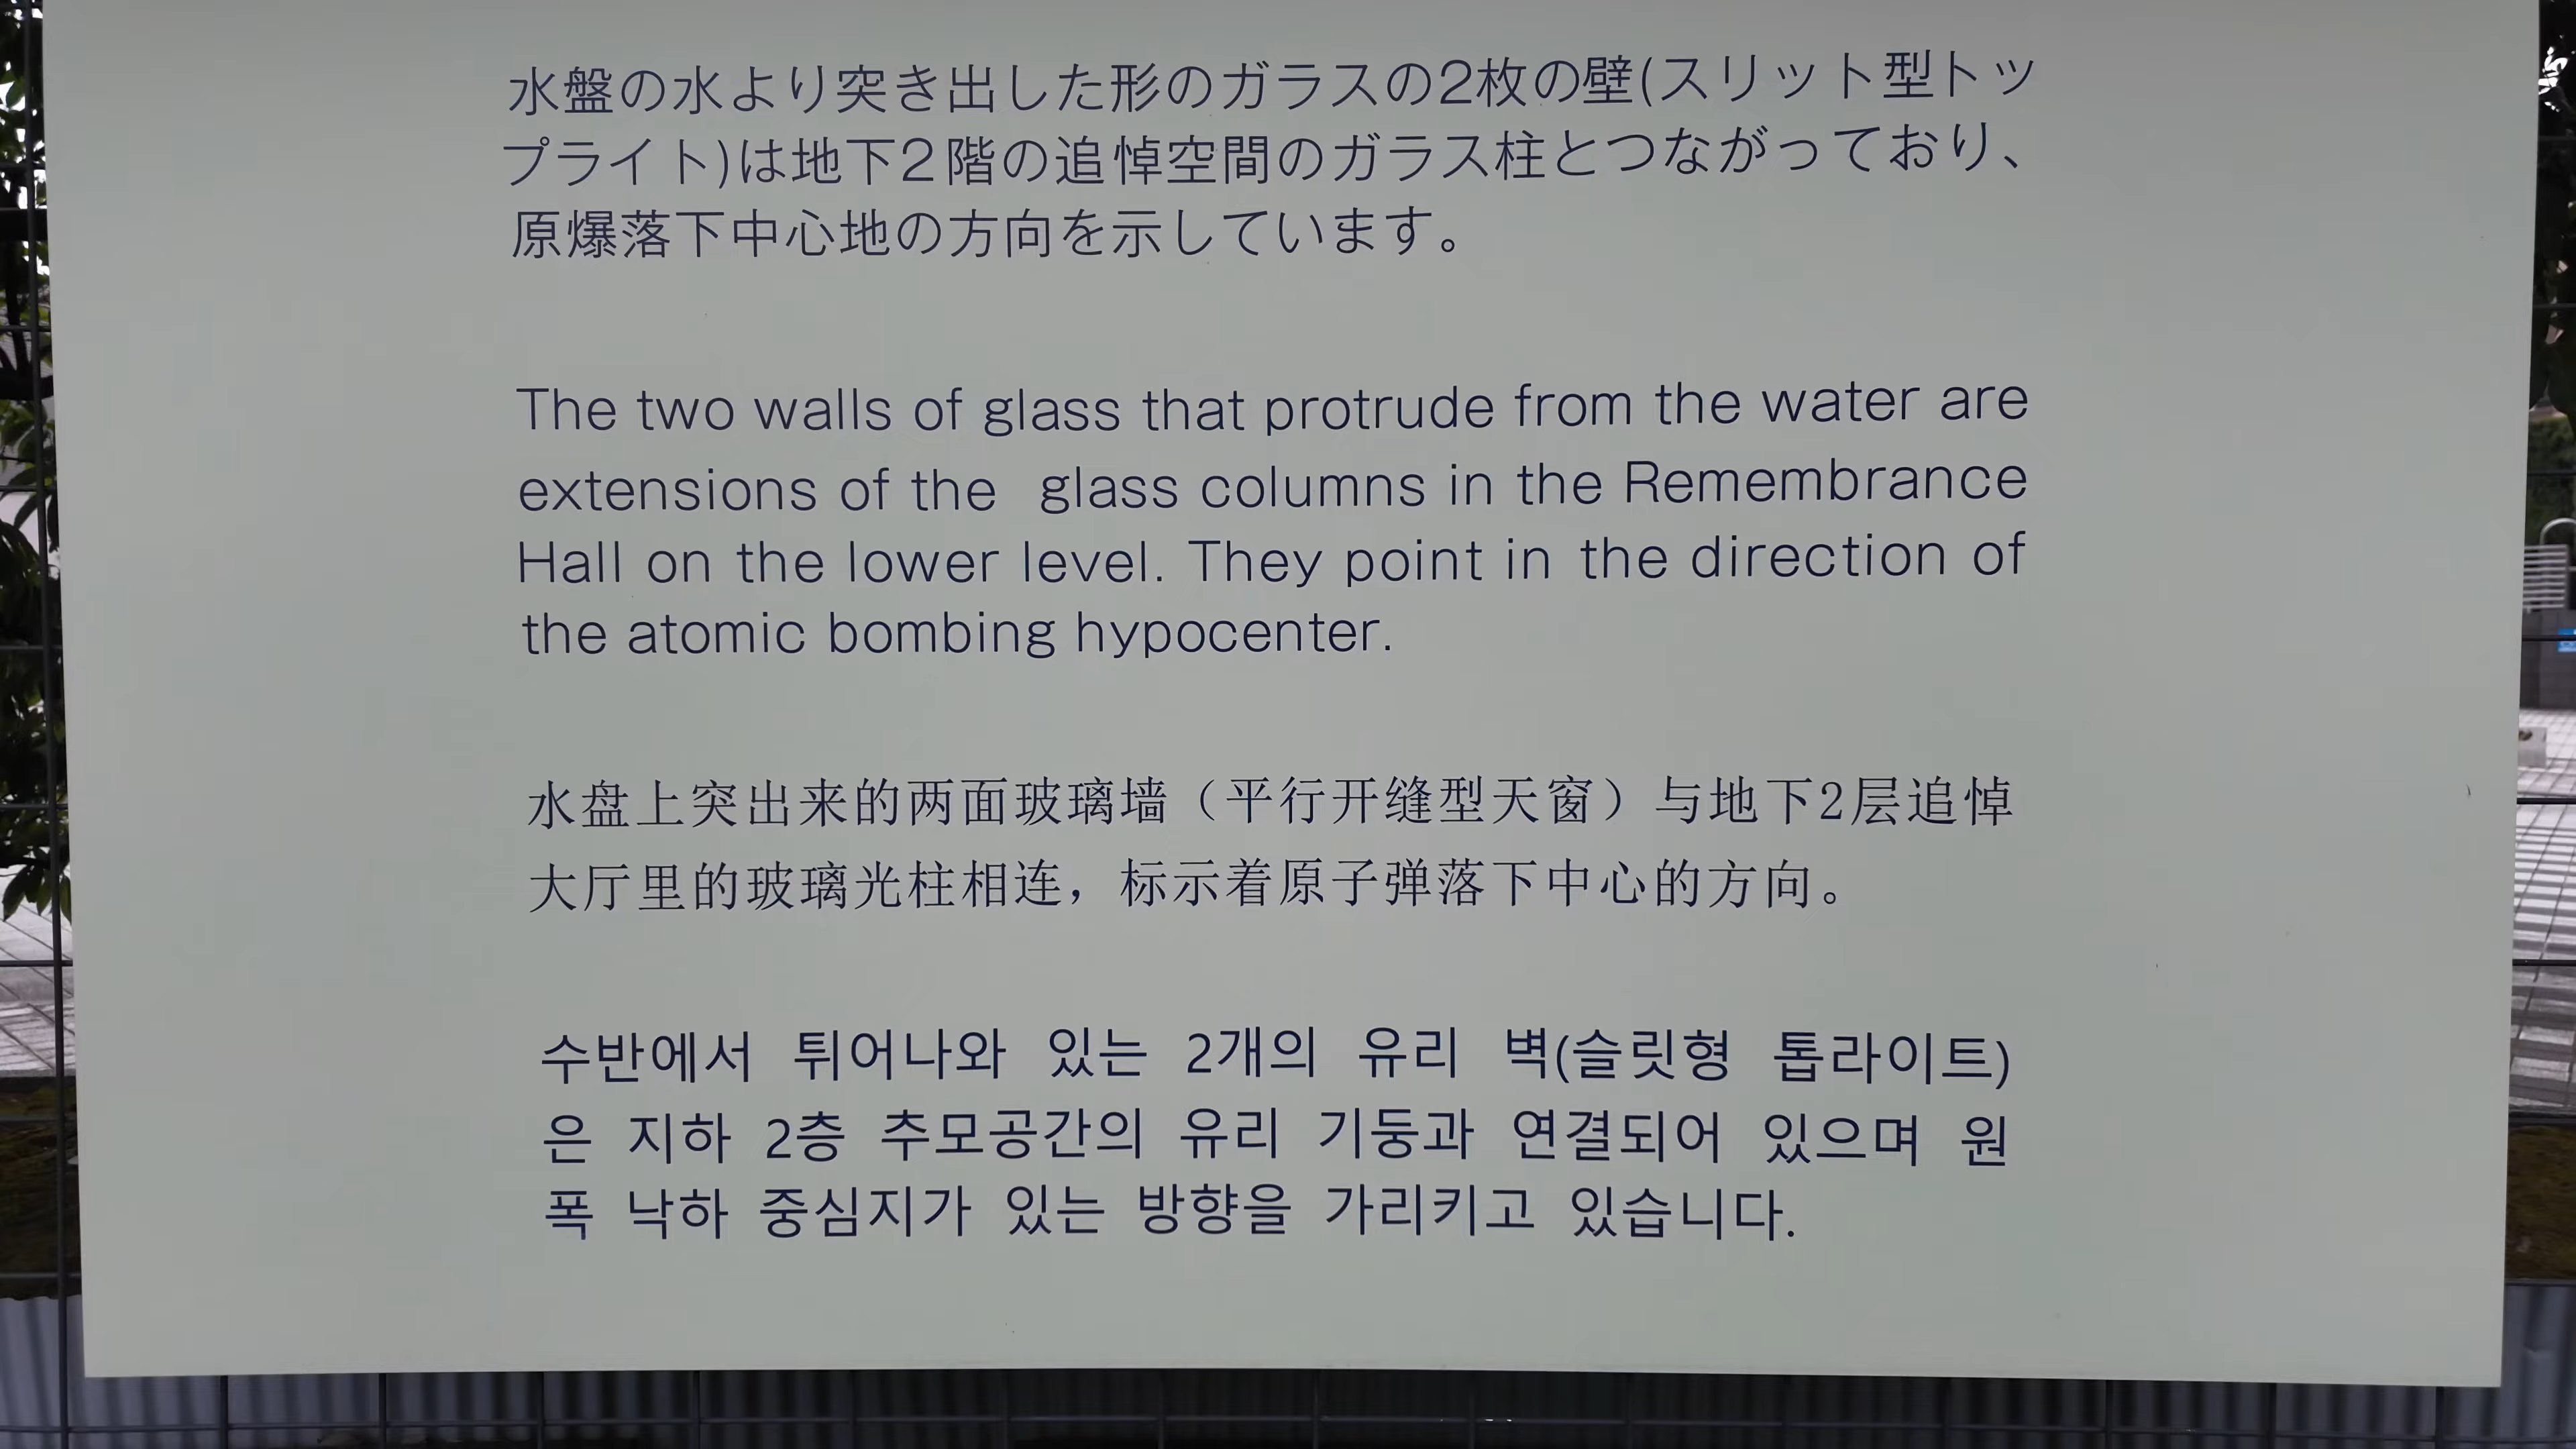 水盤の水より突き出した形のガラスの2枚の壁(スリット型トッ
プライト)は地下2階の追悼空間のガラス柱とつながっており、
原爆落下中心地の方向を示しています。
The two walls of glass that protrude from the water are
extensions of the glass columns in the Remembrance
Hall on the lower level. They point in the direction of
the atomic bombing hypocenter.
水盘上突出来的两面玻璃墙（平行开缝型天窗）与地下2层追悼
大厅里的玻璃光柱相连，标示着原子弹落下中心的方向。
수반에서 튀어나와 있는 2개의 유리 벽(슬릿형 톱라이트)
은 지하 2층 추모공간의 유리 기둥과 연결되어 있으며 원
폭 낙하 중심지가 있는 방향을 가리키고 있습니다.